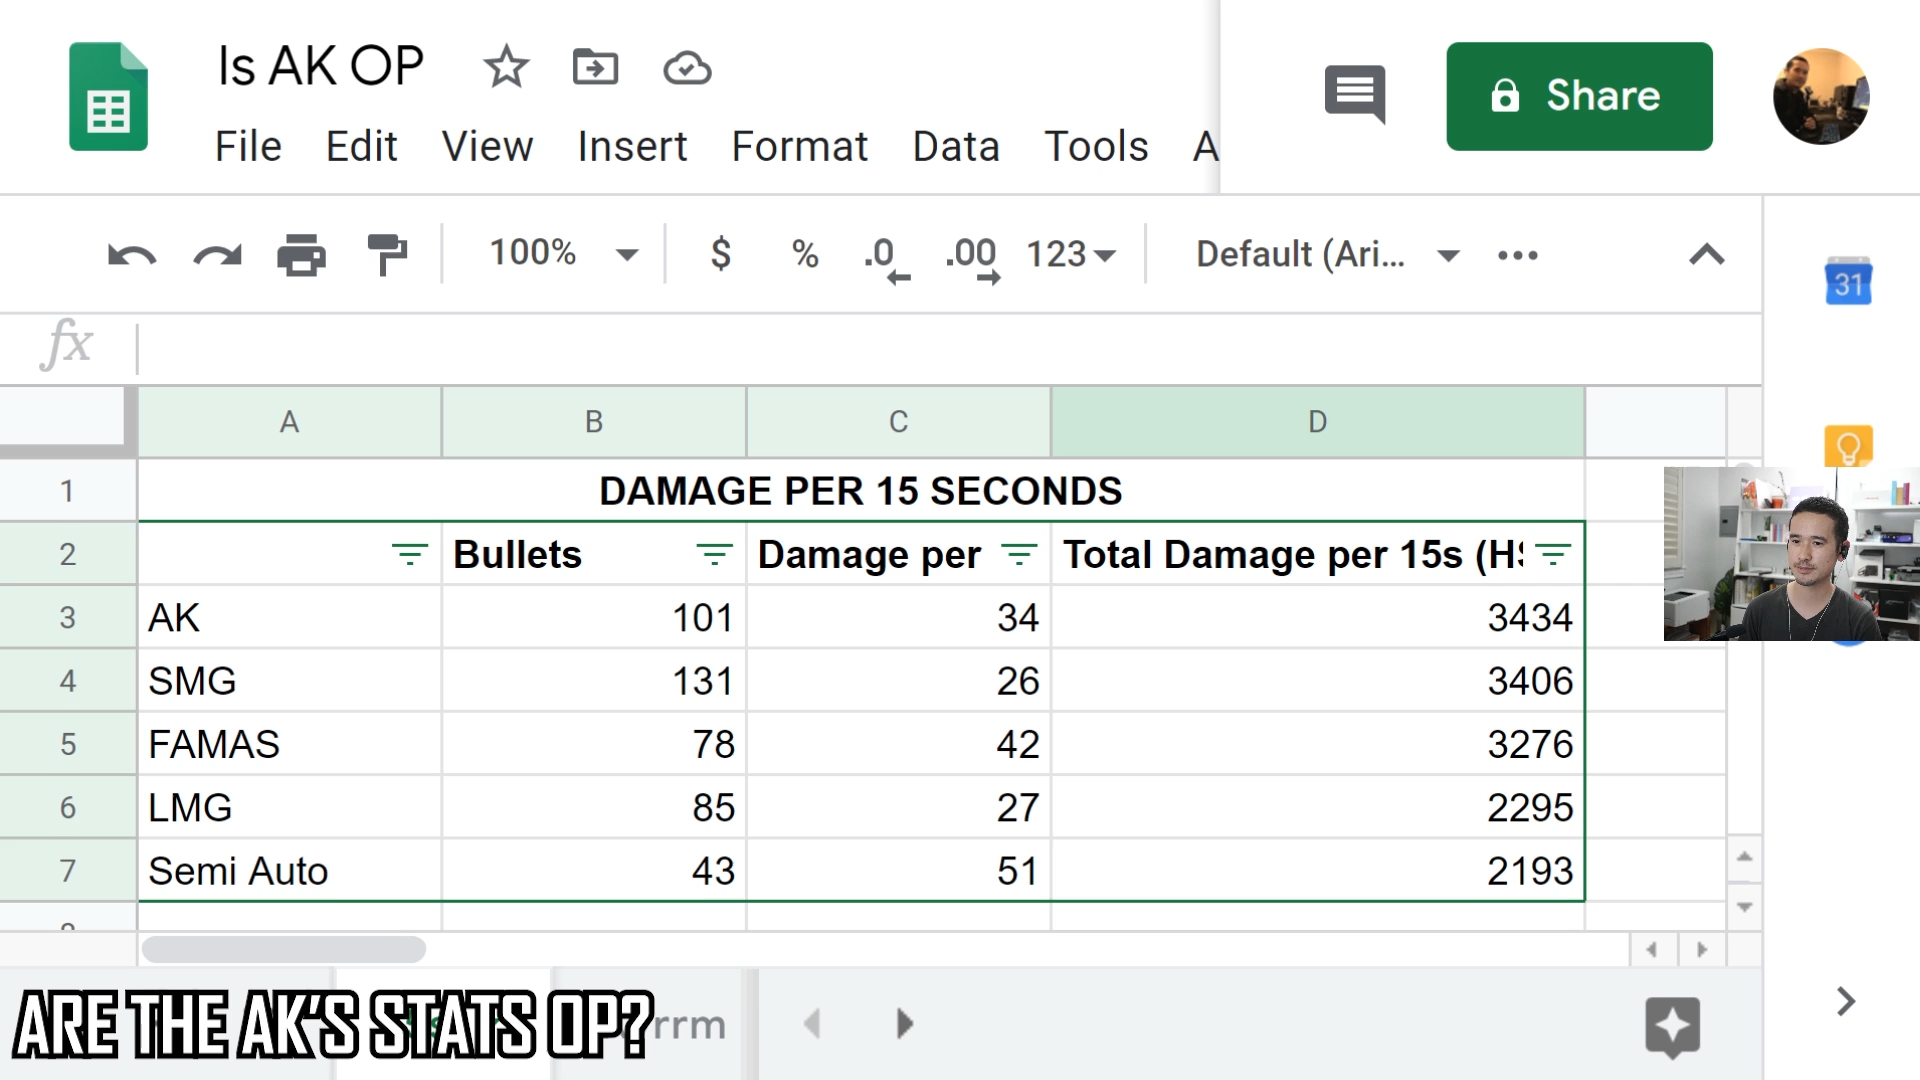 Is AK OP
File Edit View Insert Format Data Tools A
Share
100% $ % .0 .00 123 Default (Ari...
31
fx
A B C D
1 DAMAGE PER 15 SECONDS
2 Bullets Damage per Total Damage per 15s (HS
3 AK 101 34 3434
4 SMG 131 26 3406
5 FAMAS 78 42 3276
6 LMG 85 27 2295
7 Semi Auto 43 51 2193
ARE THE AK'S STATS OP?